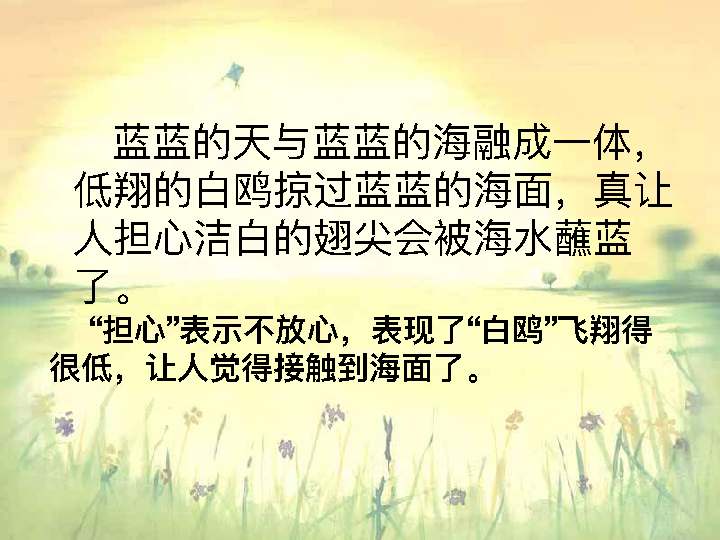 蓝蓝的天与蓝蓝的海融成一体，
低翔的白鸥掠过蓝蓝的海面，真让
人担心洁白的翅尖会被海水蘸蓝
了。
“担心”表示不放心，表现了“白鸥”飞翔得
很低，让人觉得接触到海面了。